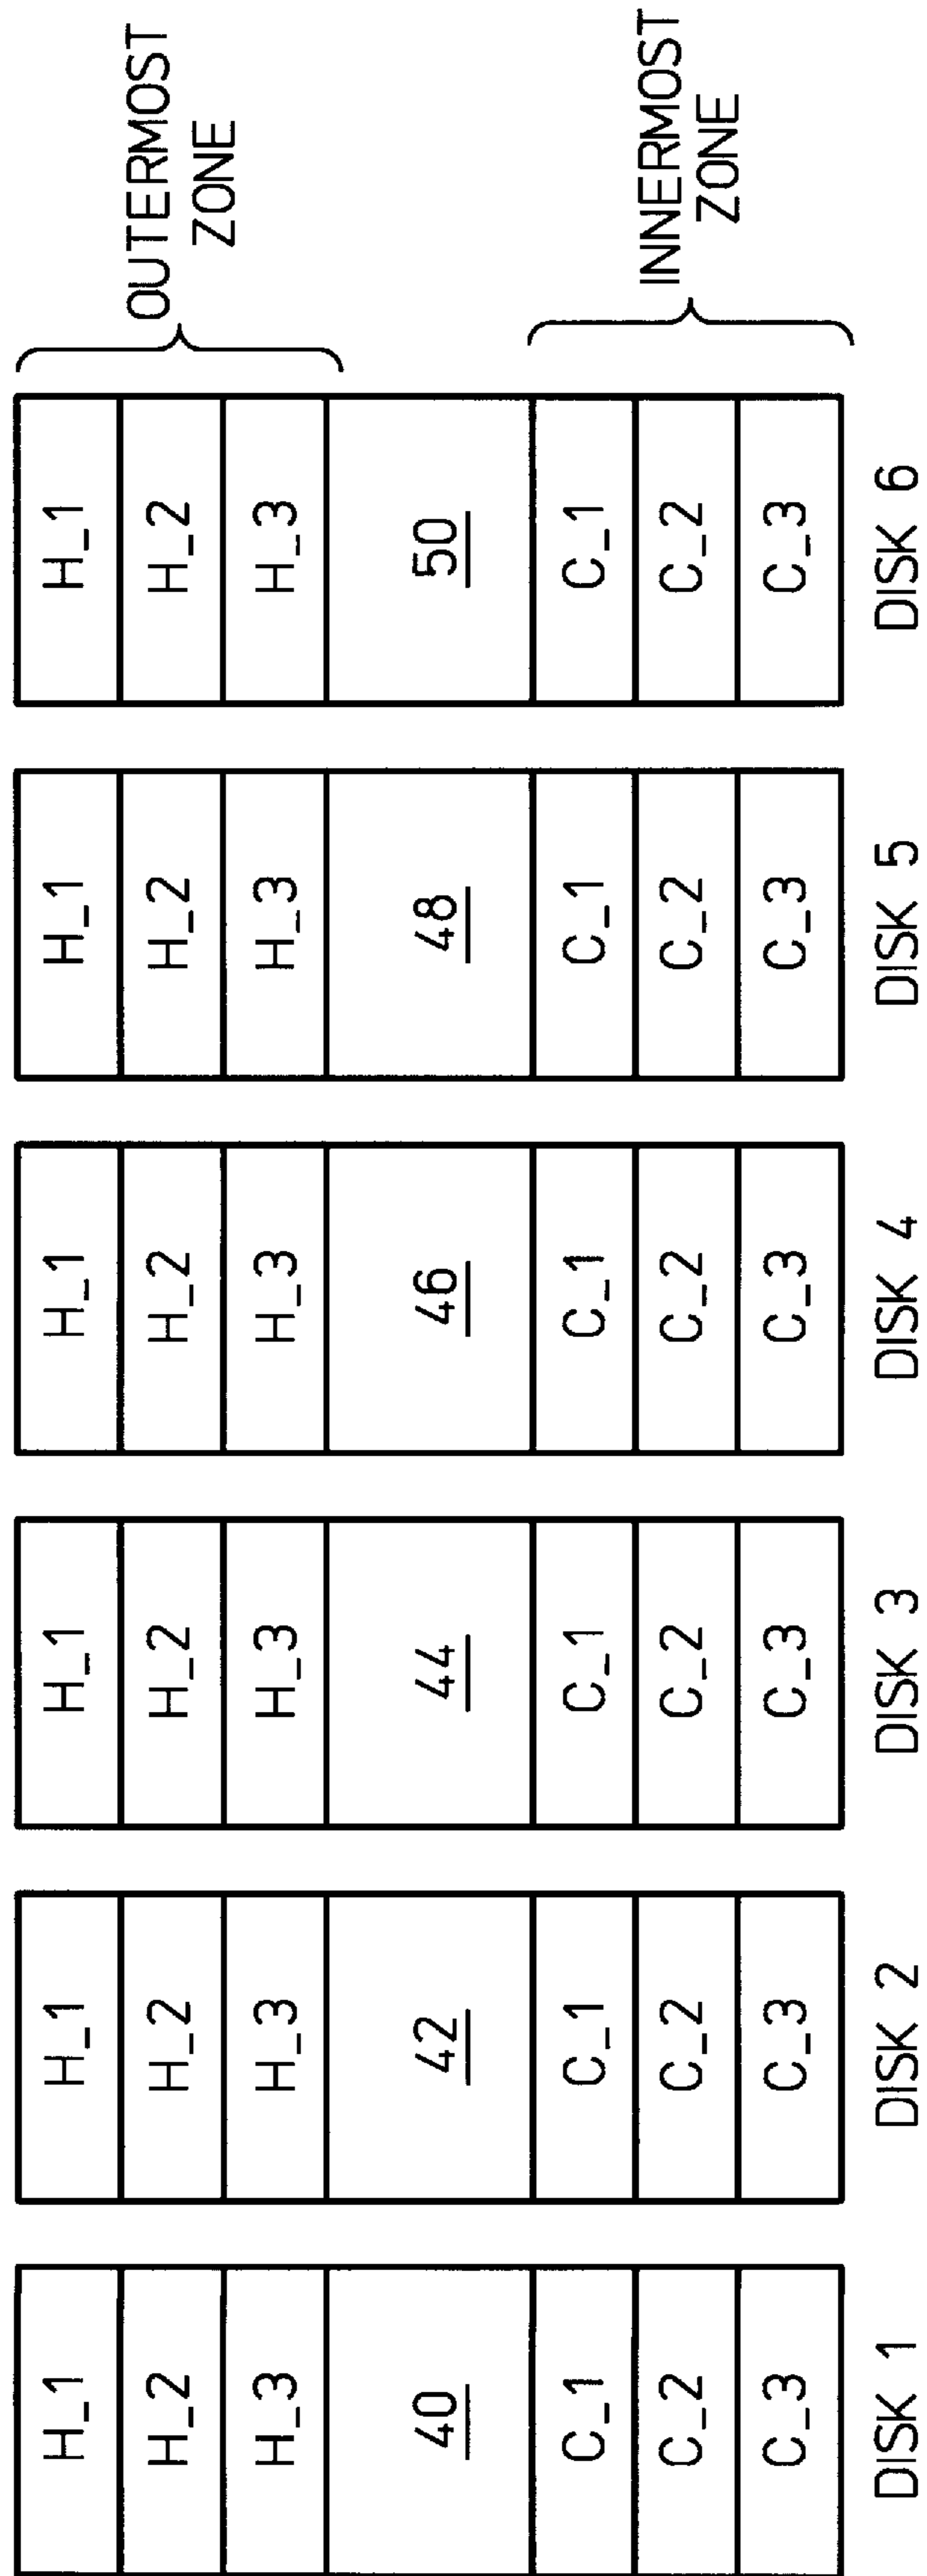 H_1 H_1 H_1 H_1 H_1 H_1
OUTERMOST
ZONE
H_2 H_2 H_2 H_2 H_2 H_2
H_3 H_3 H_3 H_3 H_3 H_3
40 42 44 46 48 50
C_1 C_1 C_1 C_1 C_1 C_1
INNERMOST
ZONE
C_2 C_2 C_2 C_2 C_2 C_2
C_3 C_3 C_3 C_3 C_3 C_3
DISK 1 DISK 2 DISK 3 DISK 4 DISK 5 DISK 6